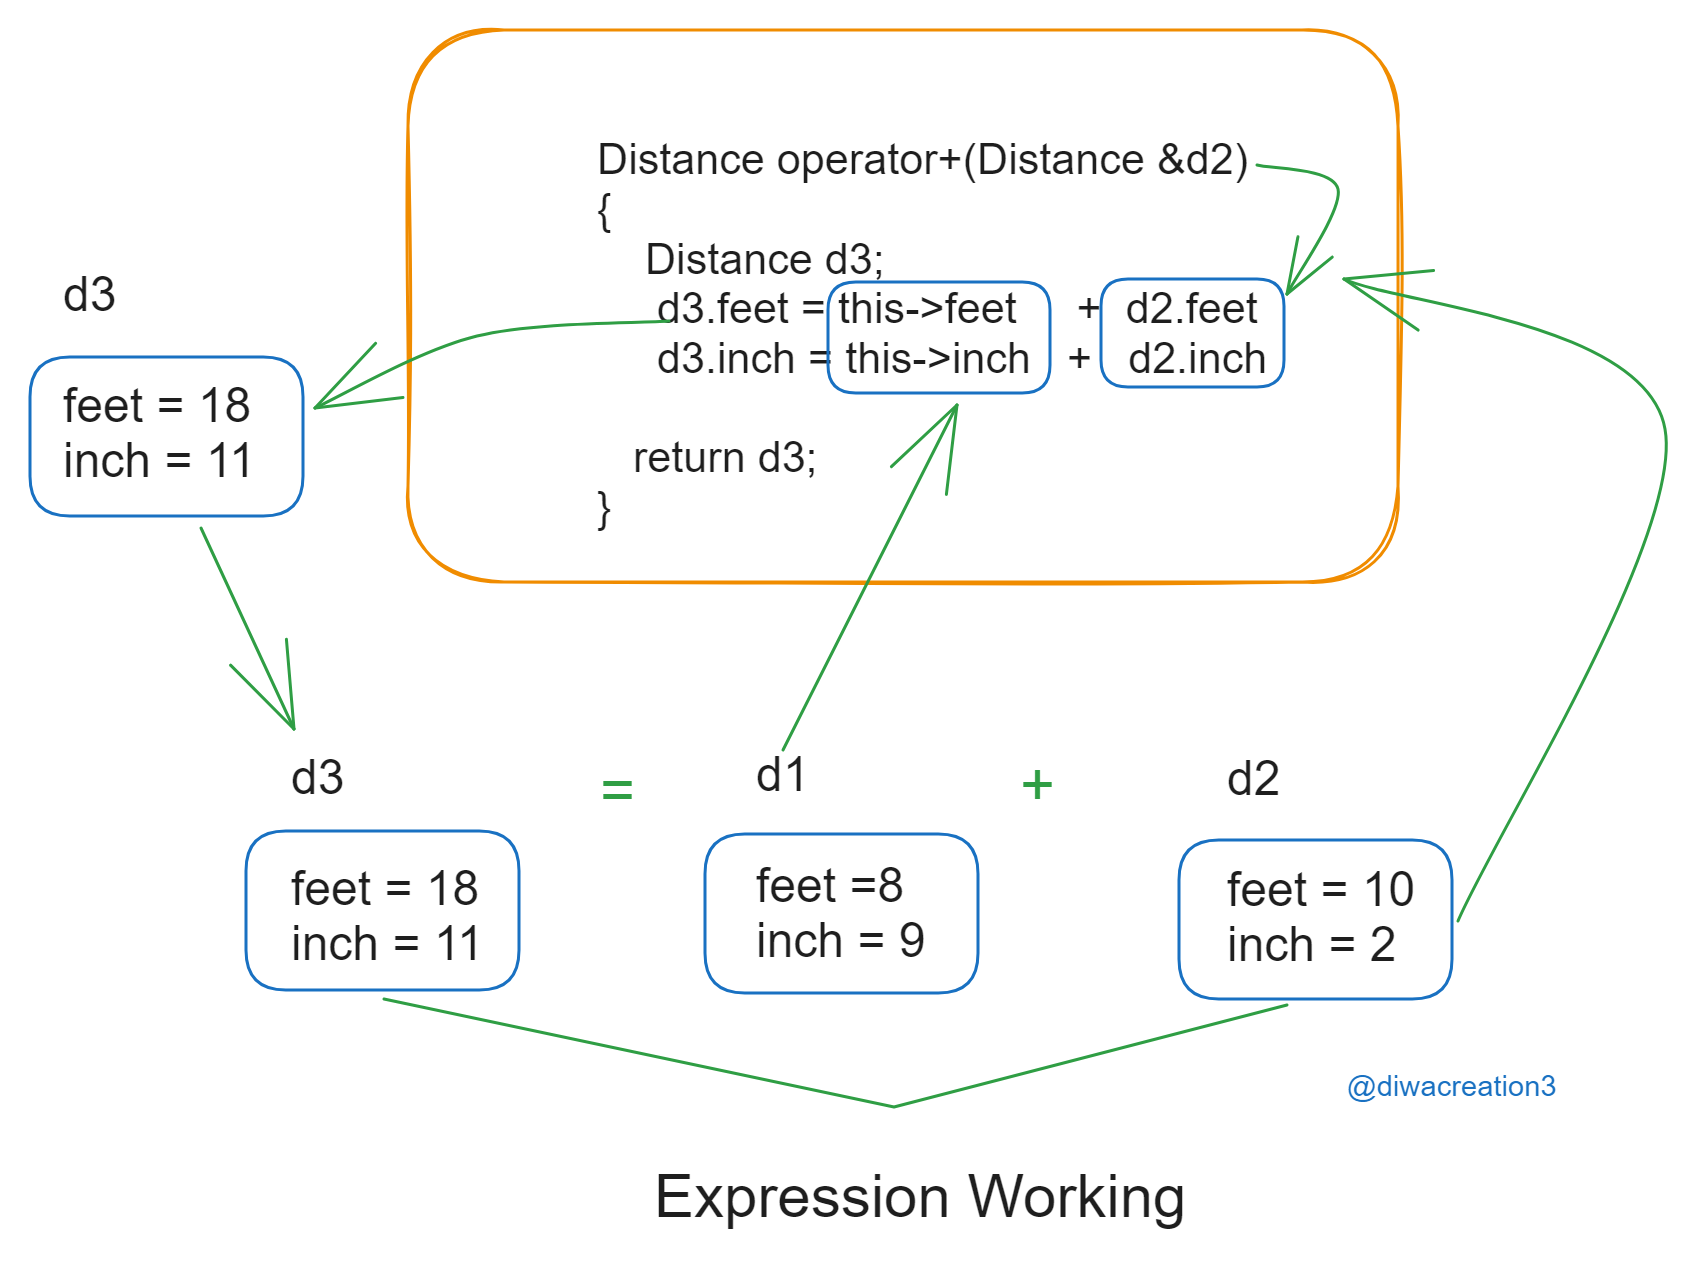 Distance operator+(Distance &d2)
{
Distance d3;
d3.feet = this->feet + d2.feet
d3.inch = this->inch + d2.inch
return d3;
}
d3
feet = 18
inch = 11
d3 = d1 + d2
feet = 18
inch = 11
feet =8
inch = 9
feet = 10
inch = 2
@diwacreation3
Expression Working